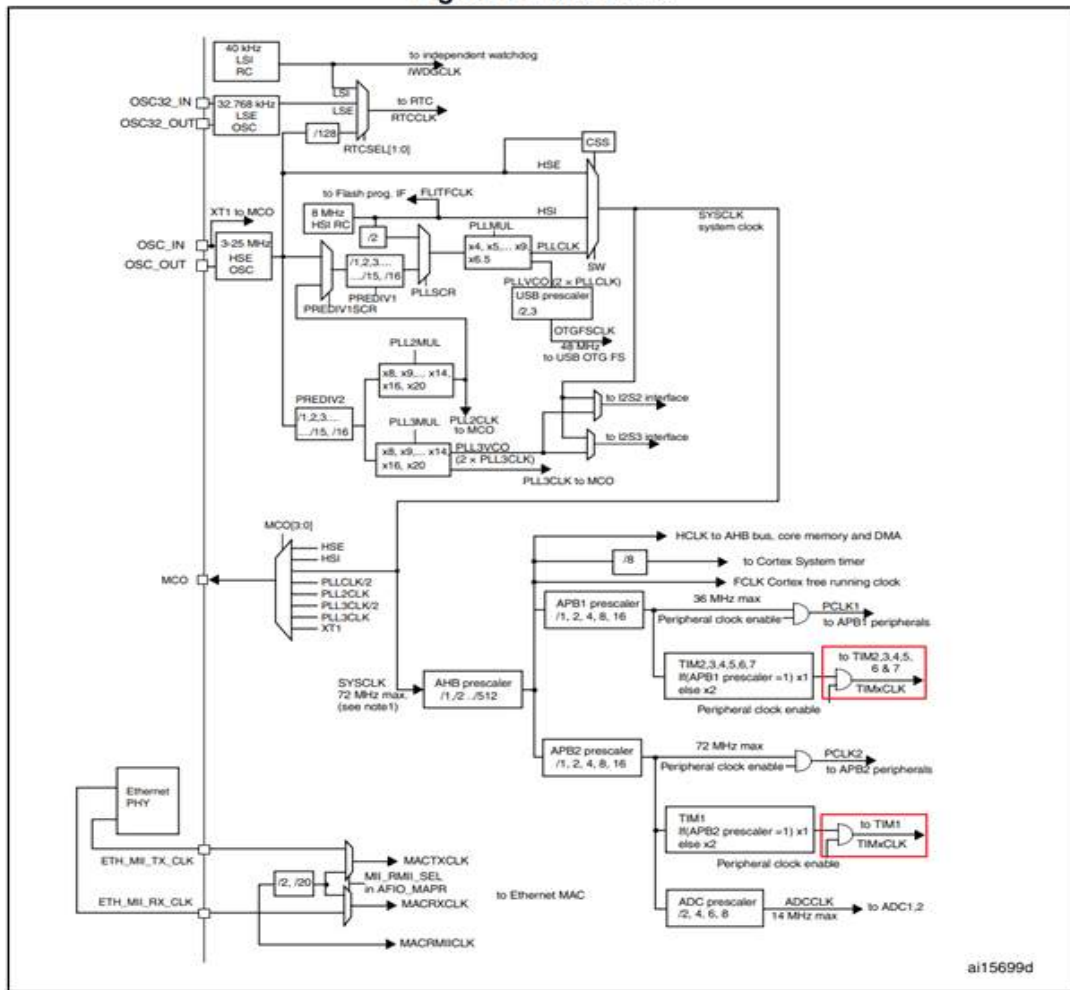 40 kHz
LSI
RC
to independent watchdog
IWDGCLK
OSC32_IN
OSC32_OUT
32.768 kHz
LSE
OSC
LSI
LSE
to RTC
RTCCLK
/128
RTCSEL[1:0]
CSS
HSE
to Flash prog. IF
FLITFCLK
XT1 to MCO
8 MHz
HSI RC
HSI
SYSCLK
system clock
/2
PLLMUL
x4, x5,... x9,
x6.5
PLLCLK
SW
OSC_IN
OSC_OUT
3-25 MHz
HSE
OSC
/1,2,3....
..../15, /16
PREDIV1
PLLSCR
PREDIV1SCR
PLLVCO (2 × PLLCLK)
USB prescaler
/2,3
OTGFSCLK
48 MHz
to USB OTG FS
PLL2MUL
x8, x9,... x14,
x16, x20
PREDIV2
/1,2,3....
..../15, /16
PLL2CLK
to MCO
PLL3MUL
x8, x9,... x14,
x16, x20
PLL3VCO
(2 × PLL3CLK)
to I2S2 interface
to I2S3 interface
PLL3CLK to MCO
MCO[3:0]
HSE
HSI
PLLCLK/2
PLL2CLK
PLL3CLK/2
PLL3CLK
XT1
MCO
HCLK to AHB bus, core memory and DMA
/8
to Cortex System timer
FCLK Cortex free running clock
SYSCLK
72 MHz max.
(see note1)
AHB prescaler
/1,/2 ../512
APB1 prescaler
/1, 2, 4, 8, 16
36 MHz max
Peripheral clock enable
PCLK1
to APB1 peripherals
TIM2,3,4,5,6,7
If(APB1 prescaler =1) x1
else x2
to TIM2,3,4,5,
6 & 7
TIMxCLK
Peripheral clock enable
APB2 prescaler
/1, 2, 4, 8, 16
72 MHz max
Peripheral clock enable
PCLK2
to APB2 peripherals
TIM1
If(APB2 prescaler =1) x1
else x2
to TIM1
TIMxCLK
Peripheral clock enable
ADC prescaler
/2, 4, 6, 8
ADCCLK
14 MHz max
to ADC1,2
Ethernet
PHY
ETH_MII_TX_CLK
ETH_MII_RX_CLK
/2, /20
MACTXCLK
MII_RMII_SEL
in AFIO_MAPR
MACRXCLK
to Ethernet MAC
MACRMIICLK
ai15699d